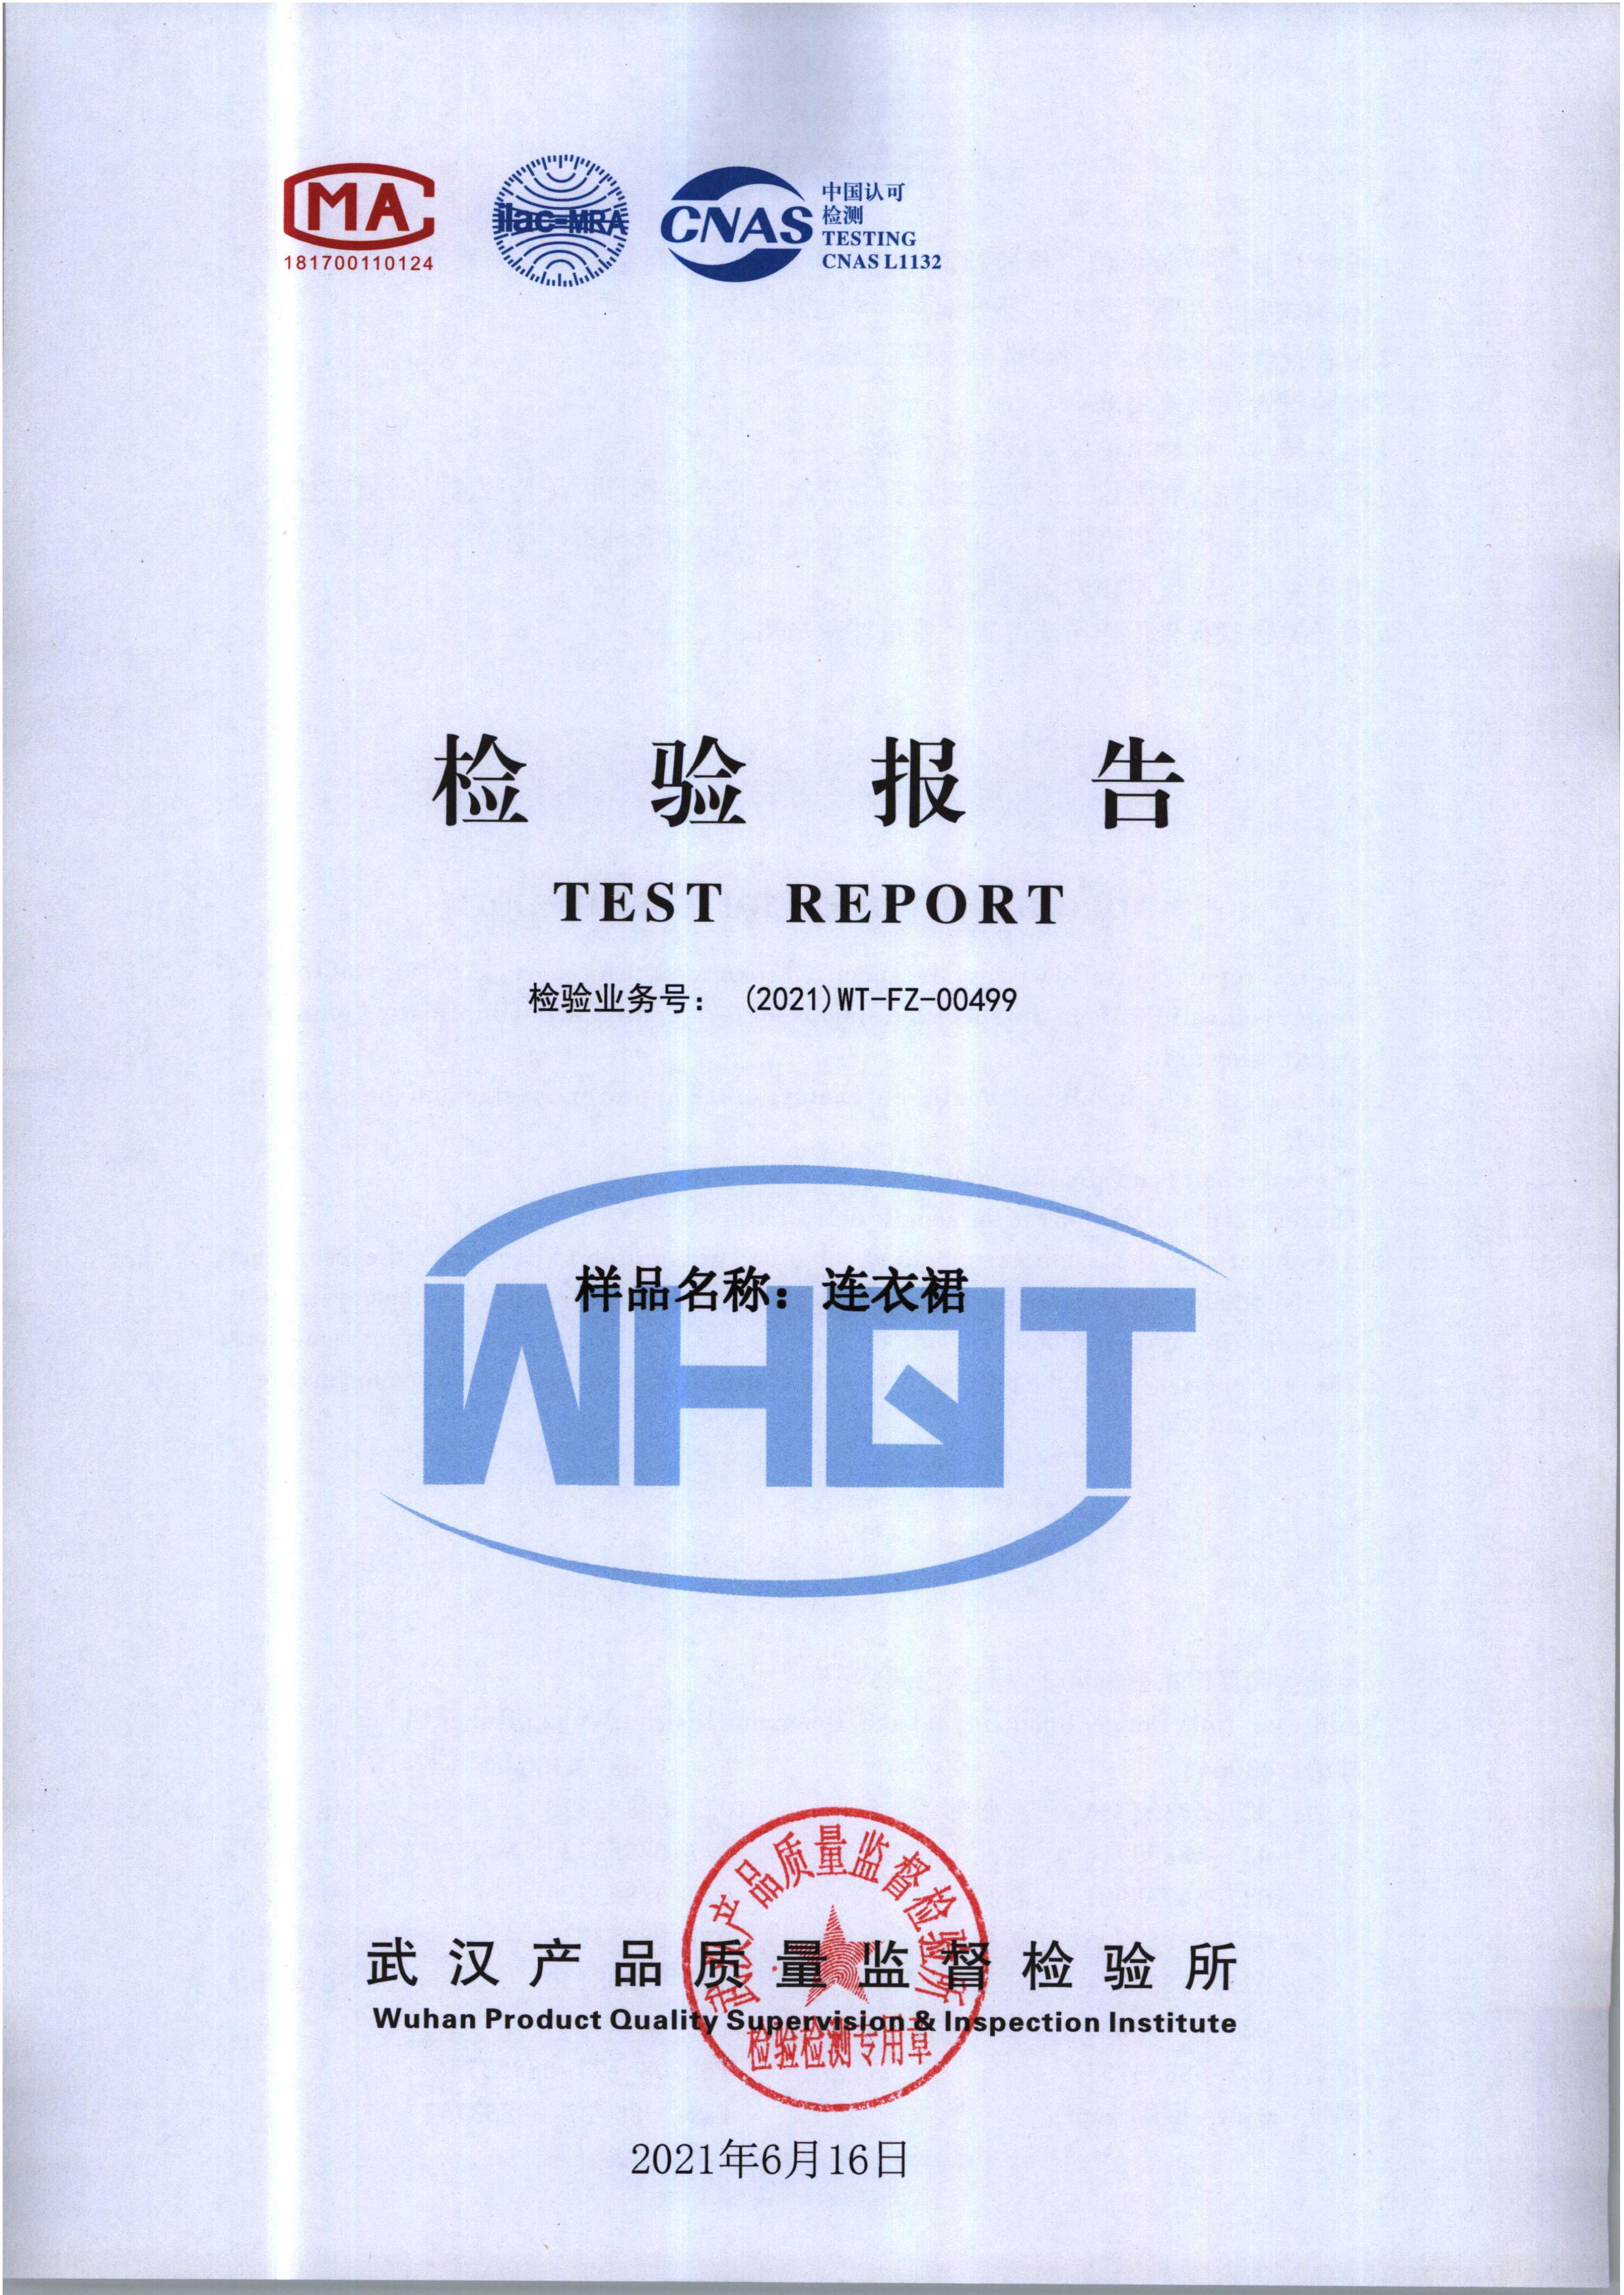 MA
181700110124
ilac-MRA
CNAS
中国认可
检测
TESTING
CNAS L1132
检验报告
TEST REPORT
检验业务号： (2021)WT-FZ-00499
样品名称：连衣裙
WHQT
武汉产品质量监督检验所
武汉产品质量监督检验所
Wuhan Product Quality Supervision & Inspection Institute
检验检测专用章
2021年6月16日